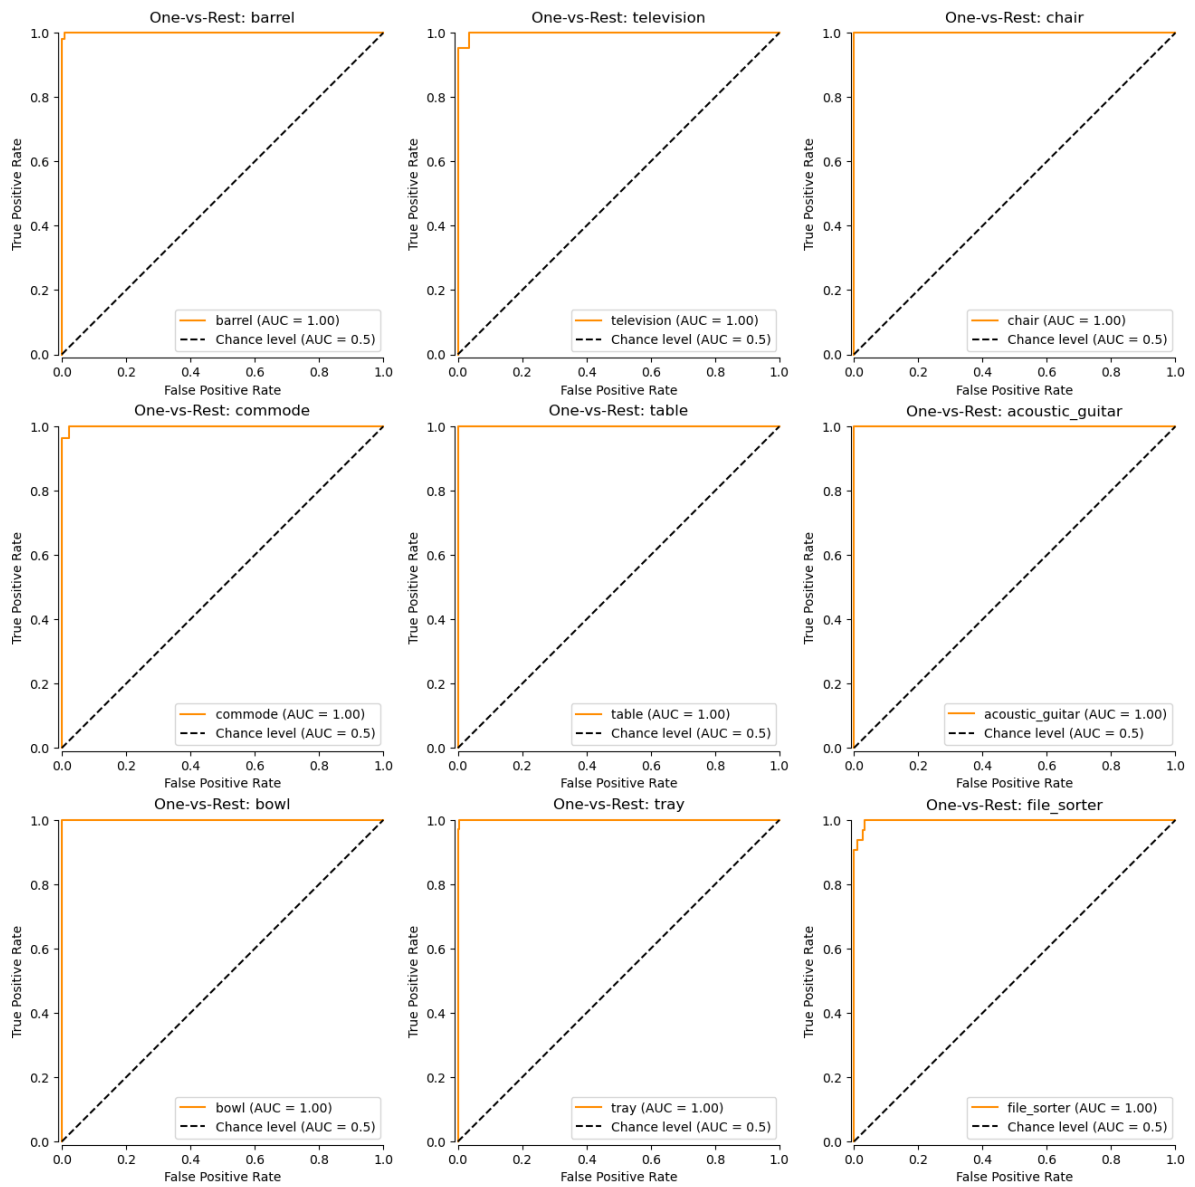 One-vs-Rest: barrel
1.0
0.8
0.6
0.4
0.2
0.0
True Positive Rate
barrel (AUC = 1.00)
Chance level (AUC = 0.5)
0.0 0.2 0.4 0.6 0.8 1.0
False Positive Rate
One-vs-Rest: television
1.0
0.8
0.6
0.4
0.2
0.0
True Positive Rate
television (AUC = 1.00)
Chance level (AUC = 0.5)
0.0 0.2 0.4 0.6 0.8 1.0
False Positive Rate
One-vs-Rest: chair
1.0
0.8
0.6
0.4
0.2
0.0
True Positive Rate
chair (AUC = 1.00)
Chance level (AUC = 0.5)
0.0 0.2 0.4 0.6 0.8 1.0
False Positive Rate
One-vs-Rest: commode
1.0
0.8
0.6
0.4
0.2
0.0
True Positive Rate
commode (AUC = 1.00)
Chance level (AUC = 0.5)
0.0 0.2 0.4 0.6 0.8 1.0
False Positive Rate
One-vs-Rest: table
1.0
0.8
0.6
0.4
0.2
0.0
True Positive Rate
table (AUC = 1.00)
Chance level (AUC = 0.5)
0.0 0.2 0.4 0.6 0.8 1.0
False Positive Rate
One-vs-Rest: acoustic_guitar
1.0
0.8
0.6
0.4
0.2
0.0
True Positive Rate
acoustic_guitar (AUC = 1.00)
Chance level (AUC = 0.5)
0.0 0.2 0.4 0.6 0.8 1.0
False Positive Rate
One-vs-Rest: bowl
1.0
0.8
0.6
0.4
0.2
0.0
True Positive Rate
bowl (AUC = 1.00)
Chance level (AUC = 0.5)
0.0 0.2 0.4 0.6 0.8 1.0
False Positive Rate
One-vs-Rest: tray
1.0
0.8
0.6
0.4
0.2
0.0
True Positive Rate
tray (AUC = 1.00)
Chance level (AUC = 0.5)
0.0 0.2 0.4 0.6 0.8 1.0
False Positive Rate
One-vs-Rest: file_sorter
1.0
0.8
0.6
0.4
0.2
0.0
True Positive Rate
file_sorter (AUC = 1.00)
Chance level (AUC = 0.5)
0.0 0.2 0.4 0.6 0.8 1.0
False Positive Rate